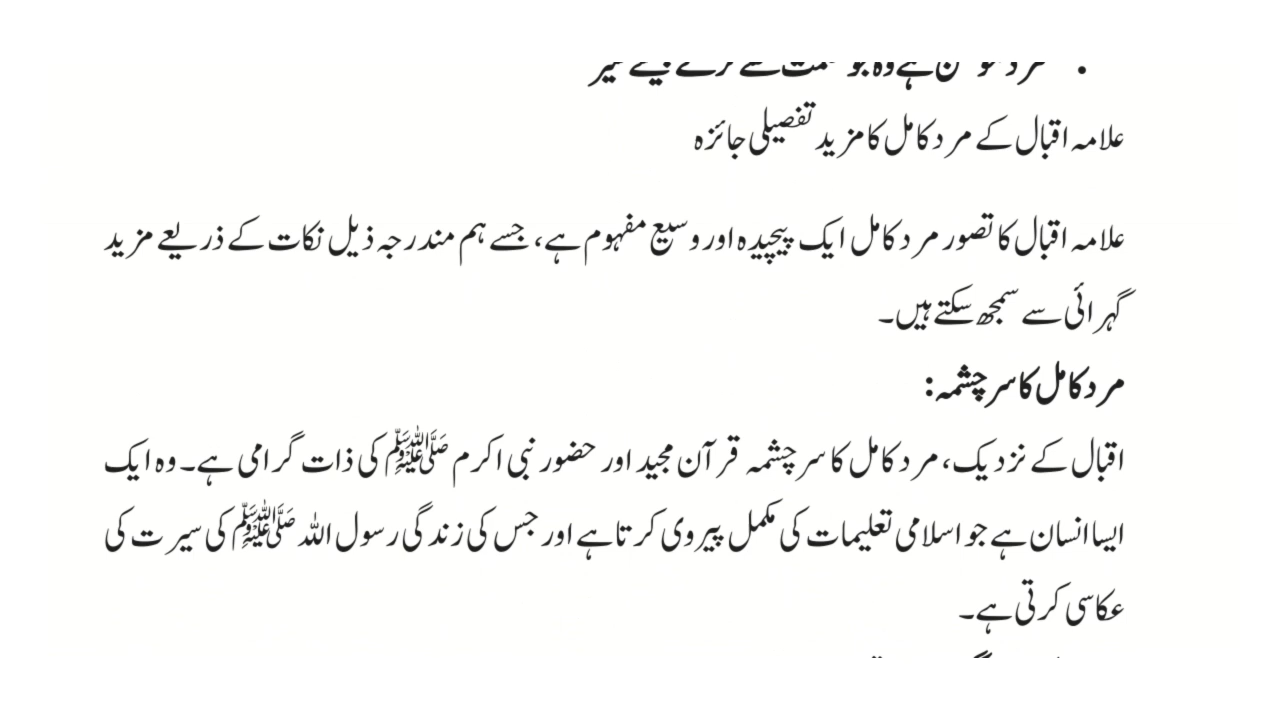 علامہ اقبال کے مرد کامل کا مزید تفصیلی جائزہ
علامہ اقبال کا تصور مرد کامل ایک پیچیدہ اور وسیع مفہوم ہے، جسے ہم مندرجہ ذیل نکات کے ذریعے مزید
گہرائی سے سمجھ سکتے ہیں۔
مرد کامل کا سرچشمہ:
اقبال کے نزدیک، مرد کامل کا سرچشمہ قرآن مجید اور حضور نبی اکرم ﷺ کی ذات گرامی ہے۔ وہ ایک
ایسا انسان ہے جو اسلامی تعلیمات کی مکمل پیروی کرتا ہے اور جس کی زندگی رسول اللہ ﷺ کی سیرت کی
عکاسی کرتی ہے۔